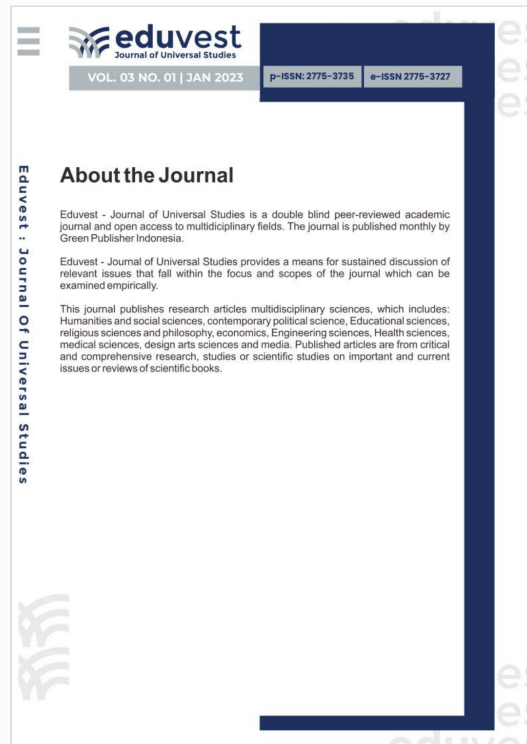 eduvest
Journal of Universal Studies
VOL. 03 NO. 01 | JAN 2023
p-ISSN: 2775-3735
e-ISSN 2775-3727
Eduvest : Journal Of Universal Studies
About the Journal
Eduvest - Journal of Universal Studies is a double blind peer-reviewed academic
journal and open access to multidiciplinary fields. The journal is published monthly by
Green Publisher Indonesia.
Eduvest - Journal of Universal Studies provides a means for sustained discussion of
relevant issues that fall within the focus and scopes of the journal which can be
examined empirically.
This journal publishes research articles multidisciplinary sciences, which includes:
Humanities and social sciences, contemporary political science, Educational sciences,
religious sciences and philosophy, economics, Engineering sciences, Health sciences,
medical sciences, design arts sciences and media. Published articles are from critical
and comprehensive research, studies or scientific studies on important and current
issues or reviews of scientific books.